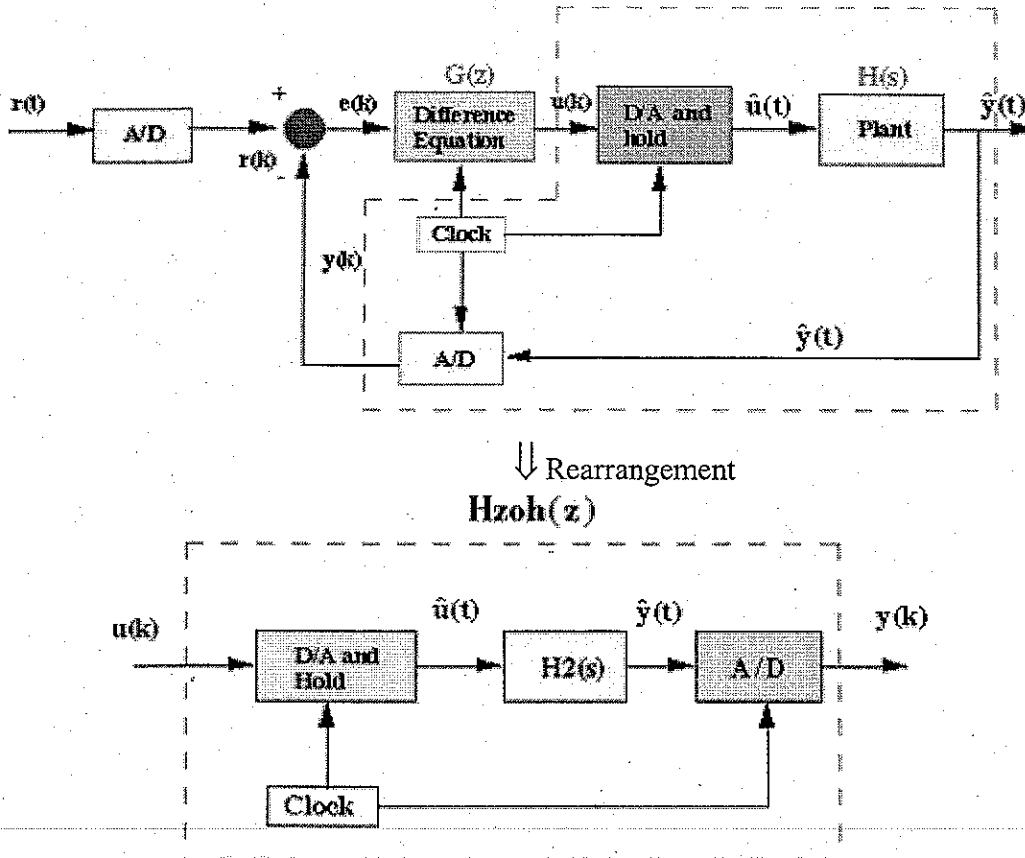 G(z)
H(s)
r(t)
+
e(k)
u(k)
û(t)
ŷ(t)
A/D
Difference
Equation
D/A and
hold
Plant
r(k)
-
Clock
y(k)
A/D
ŷ(t)
⇓ Rearrangement
Hzoh(z)
u(k)
û(t)
ŷ(t)
y(k)
D/A and
Hold
H2(s)
A/D
Clock